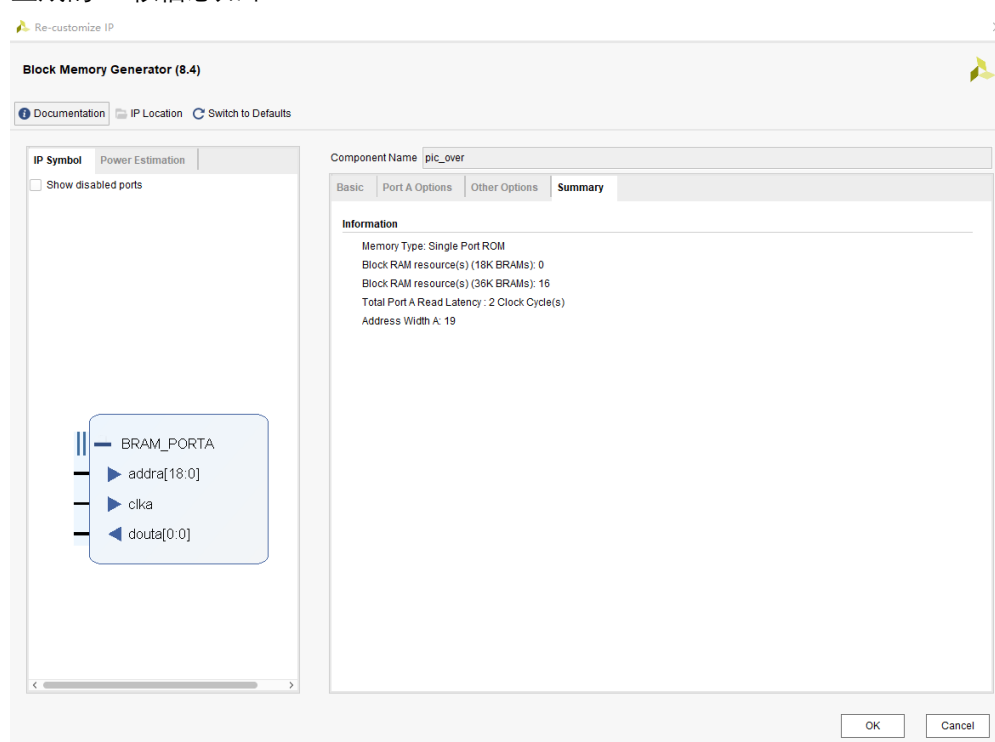 Re-customize IP
Block Memory Generator (8.4)
Documentation IP Location Switch to Defaults
IP Symbol Power Estimation
Show disabled ports
BRAM_PORTA
addra[18:0]
clka
douta[0:0]
Component Name pic_over
Basic Port A Options Other Options Summary
Information
Memory Type: Single Port ROM
Block RAM resource(s) (18K BRAMs): 0
Block RAM resource(s) (36K BRAMs): 16
Total Port A Read Latency : 2 Clock Cycle(s)
Address Width A: 19
OK Cancel